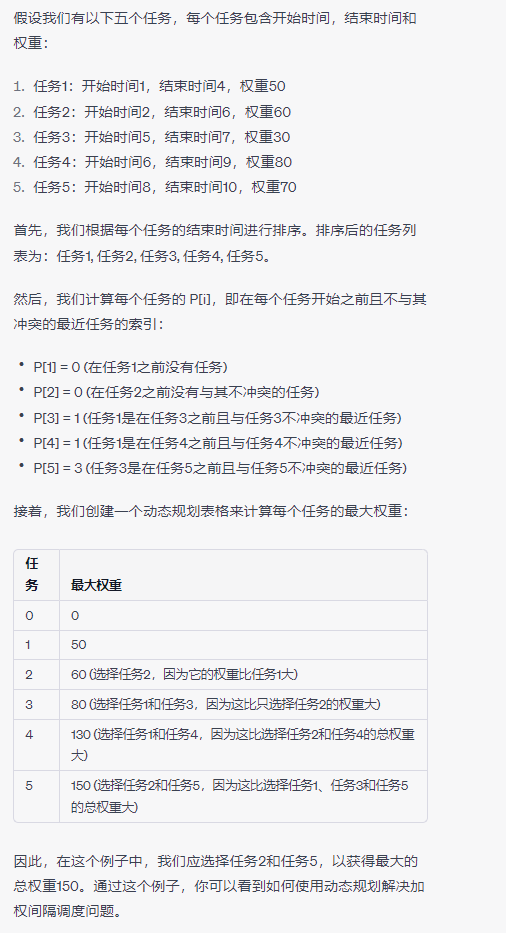 假设我们有以下五个任务，每个任务包含开始时间，结束时间和
权重：
1. 任务1：开始时间1，结束时间4，权重50
2. 任务2：开始时间2，结束时间6，权重60
3. 任务3：开始时间5，结束时间7，权重30
4. 任务4：开始时间6，结束时间9，权重80
5. 任务5：开始时间8，结束时间10，权重70
首先，我们根据每个任务的结束时间进行排序。排序后的任务列
表为：任务1, 任务2, 任务3, 任务4, 任务5。
然后，我们计算每个任务的 P[i]，即在每个任务开始之前且不与其
冲突的最近任务的索引：
• P[1] = 0 (在任务1之前没有任务)
• P[2] = 0 (在任务2之前没有与其不冲突的任务)
• P[3] = 1 (任务1是在任务3之前且与任务3不冲突的最近任务)
• P[4] = 1 (任务1是在任务4之前且与任务4不冲突的最近任务)
• P[5] = 3 (任务3是在任务5之前且与任务5不冲突的最近任务)
接着，我们创建一个动态规划表格来计算每个任务的最大权重：
任
务 最大权重
0 0
1 50
2 60 (选择任务2，因为它的权重比任务1大)
3 80 (选择任务1和任务3，因为这比只选择任务2的权重大)
4 130 (选择任务1和任务4，因为这比选择任务2和任务4的总权重
大)
5 150 (选择任务2和任务5，因为这比选择任务1、任务3和任务5
的总权重大)
因此，在这个例子中，我们应选择任务2和任务5，以获得最大的
总权重150。通过这个例子，你可以看到如何使用动态规划解决加
权间隔调度问题。